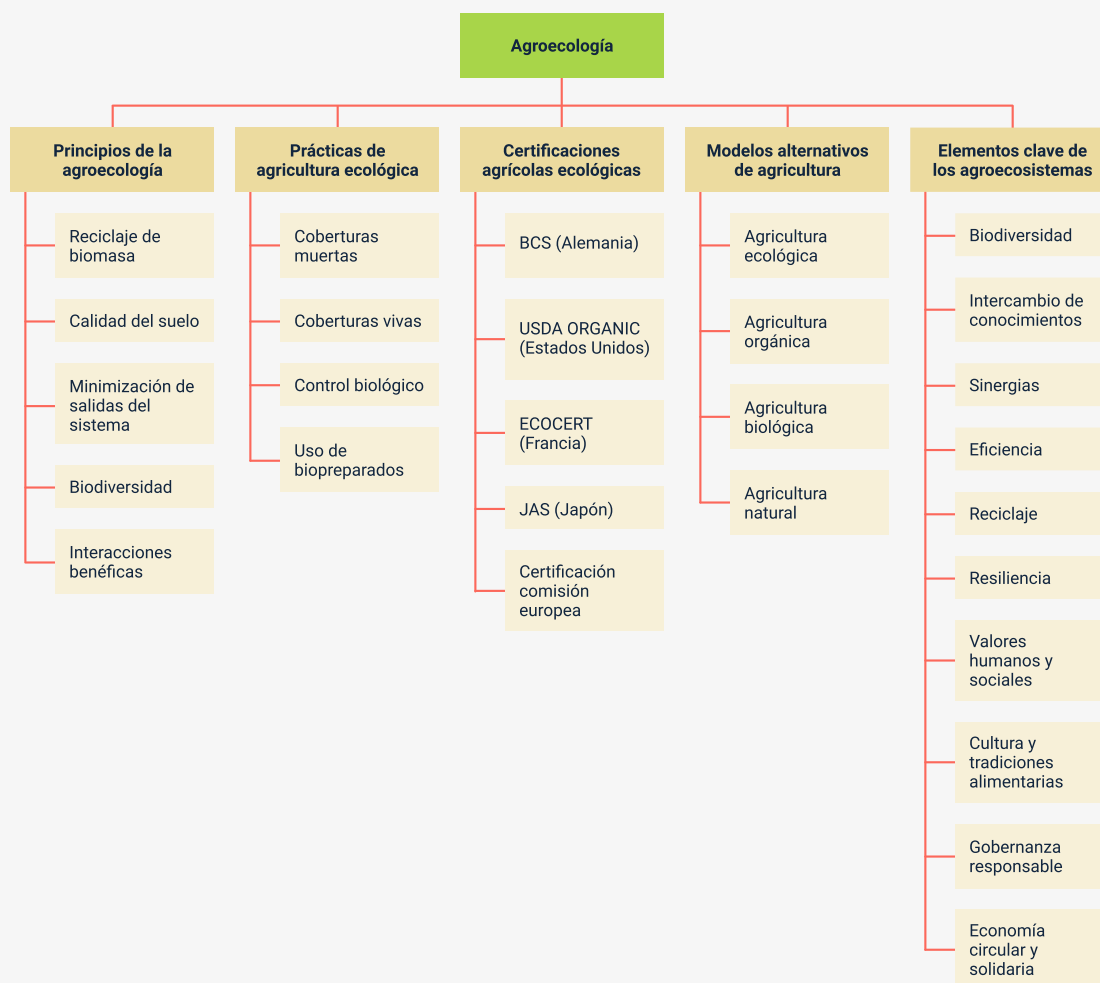 Agroecología
Principios de la
agroecología
Reciclaje de
biomasa
Calidad del suelo
Minimización de
salidas del
sistema
Biodiversidad
Interacciones
benéficas
Prácticas de
agricultura ecológica
Coberturas
muertas
Coberturas vivas
Control biológico
Uso de
biopreparados
Certificaciones
agrícolas ecológicas
BCS (Alemania)
USDA ORGANIC
(Estados Unidos)
ECOCERT
(Francia)
JAS (Japón)
Certificación
comisión
europea
Modelos alternativos
de agricultura
Agricultura
ecológica
Agricultura
orgánica
Agricultura
biológica
Agricultura
natural
Elementos clave de
los agroecosistemas
Biodiversidad
Intercambio de
conocimientos
Sinergias
Eficiencia
Reciclaje
Resiliencia
Valores
humanos y
sociales
Cultura y
tradiciones
alimentarias
Gobernanza
responsable
Economía
circular y
solidaria